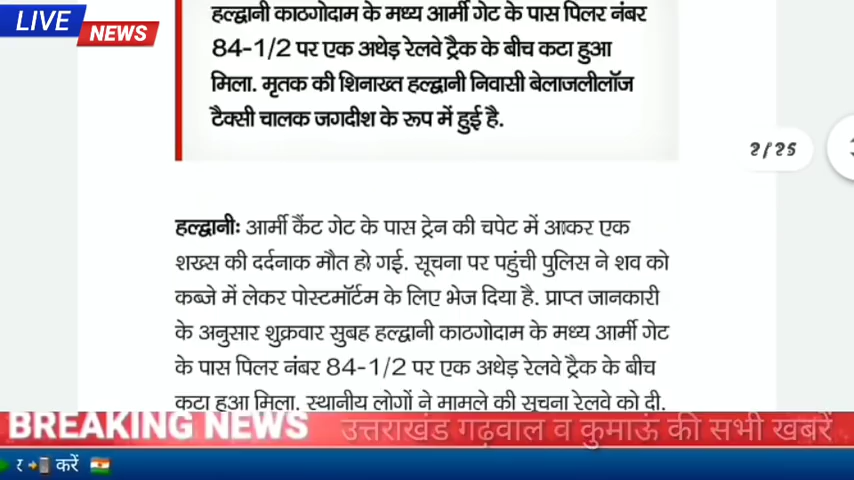 LIVE
NEWS
हल्द्वानी काठगोदाम के मध्य आर्मी गेट के पास पिलर नंबर
84-1/2 पर एक अधेड़ रेलवे ट्रैक के बीच कटा हुआ
मिला. मृतक की शिनाख्त हल्द्वानी निवासी बेलाजलीलॉज
टैक्सी चालक जगदीश के रूप में हुई है.
2/25
हल्द्वानी: आर्मी कैंट गेट के पास ट्रेन की चपेट में आकर एक
शख्स की दर्दनाक मौत हो गई. सूचना पर पहुंची पुलिस ने शव को
कब्जे में लेकर पोस्टमॉर्टम के लिए भेज दिया है. प्राप्त जानकारी
के अनुसार शुक्रवार सुबह हल्द्वानी काठगोदाम के मध्य आर्मी गेट
के पास पिलर नंबर 84-1/2 पर एक अधेड़ रेलवे ट्रैक के बीच
कटा हुआ मिला. स्थानीय लोगों ने मामले की सूचना रेलवे को दी.
BREAKING NEWS उत्तराखंड गढ़वाल व कुमाऊं की सभी खबरें
करें